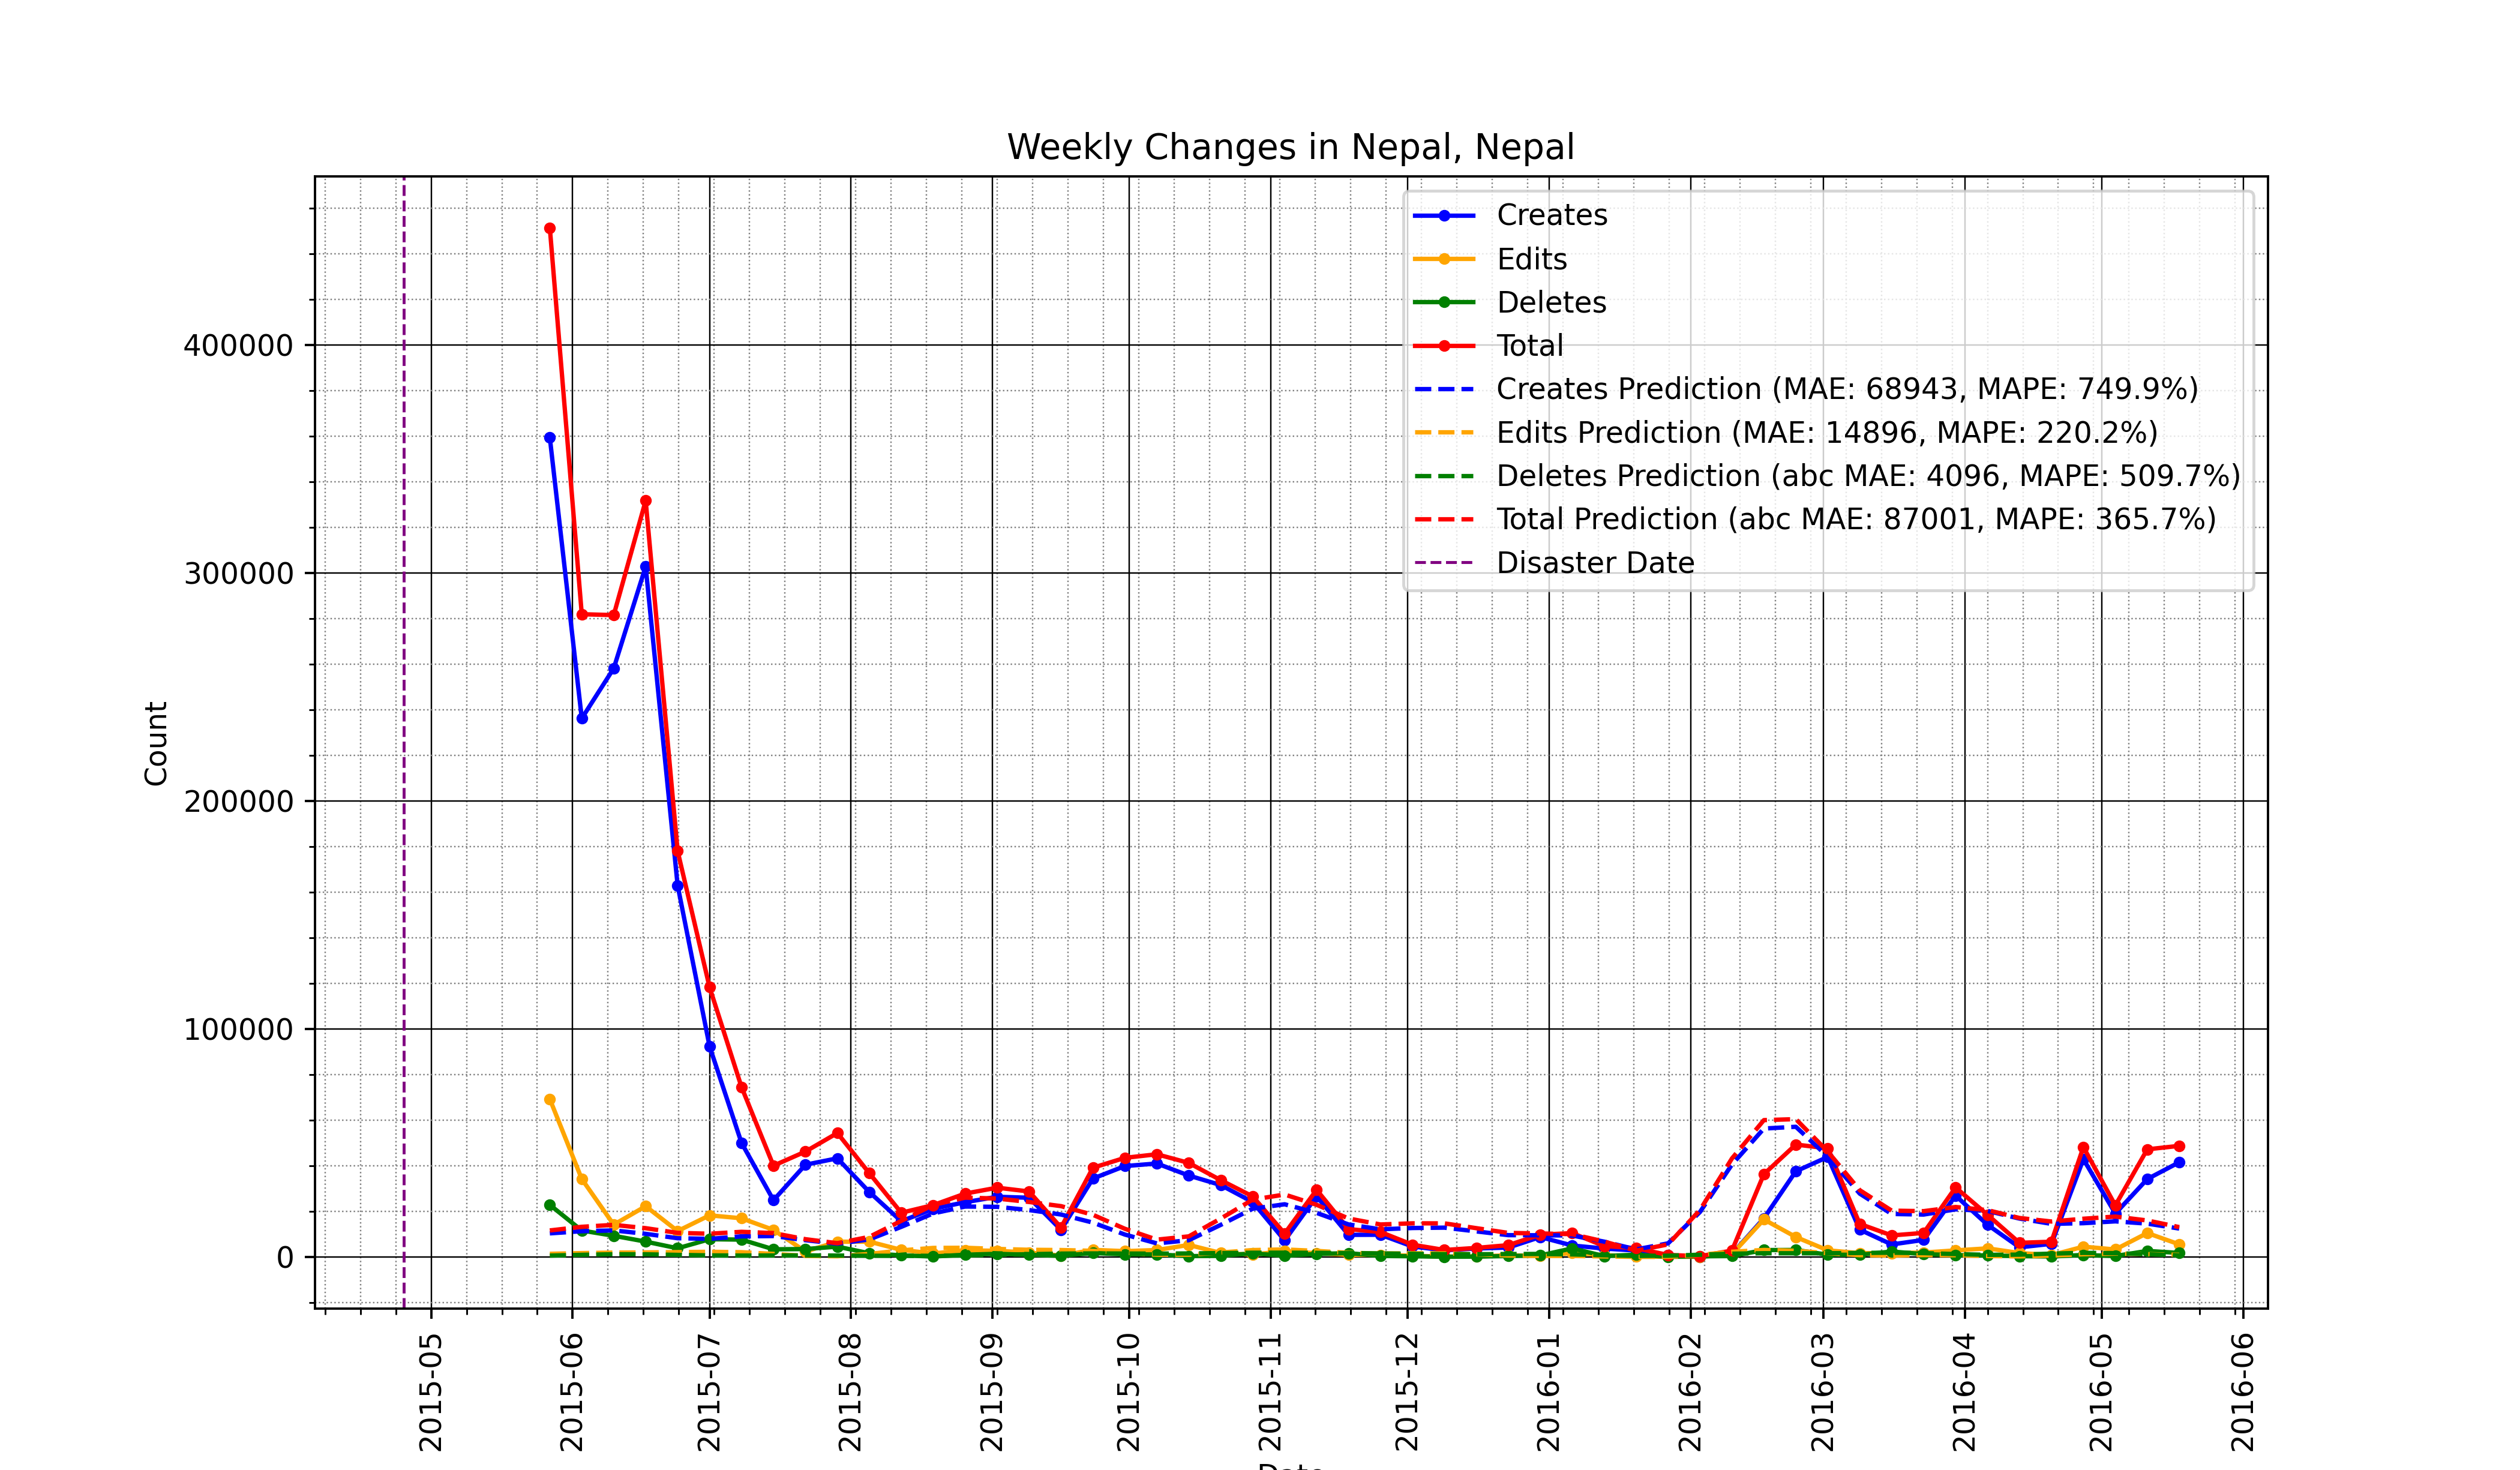 Weekly Changes in Nepal, Nepal
Creates
Edits
Deletes
Total
Creates Prediction (MAE: 68943, MAPE: 749.9%)
Edits Prediction (MAE: 14896, MAPE: 220.2%)
Deletes Prediction (abc MAE: 4096, MAPE: 509.7%)
Total Prediction (abc MAE: 87001, MAPE: 365.7%)
Disaster Date
Count
400000
300000
200000
100000
0
2015-05
2015-06
2015-07
2015-08
2015-09
2015-10
2015-11
2015-12
2016-01
2016-02
2016-03
2016-04
2016-05
2016-06
Date